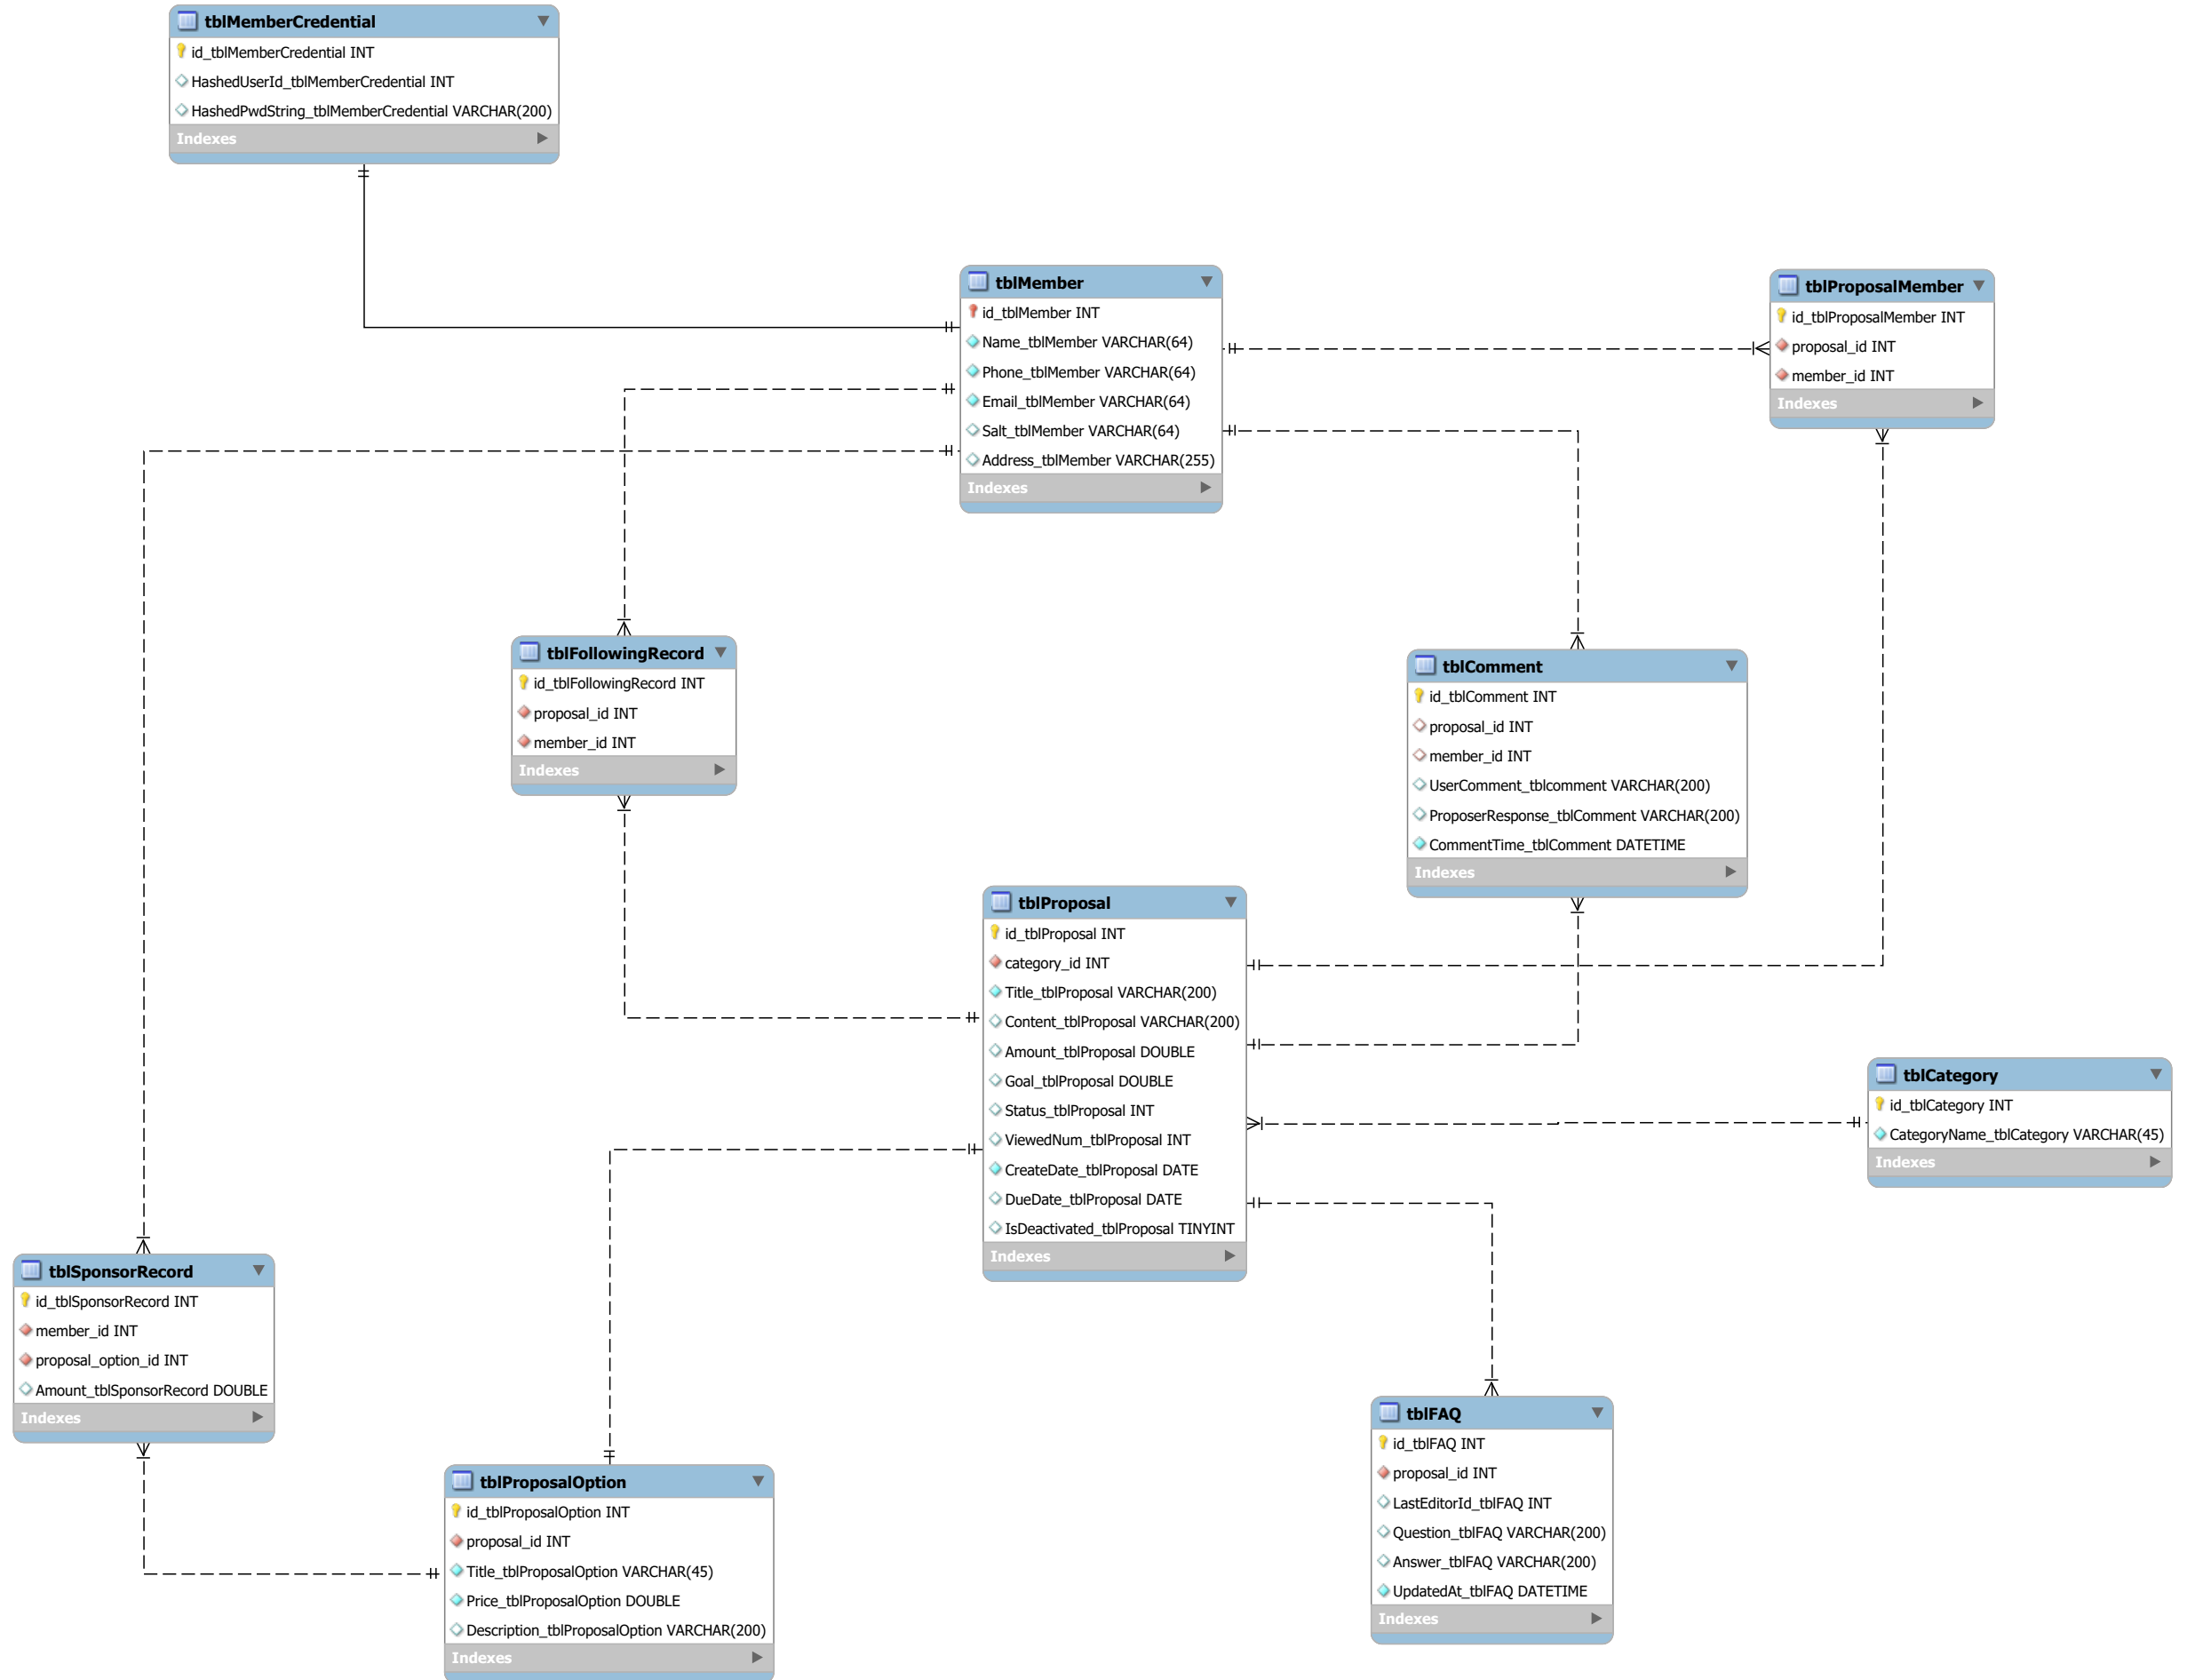 tblMemberCredential
id_tblMemberCredential INT
HashedUserId_tblMemberCredential INT
HashedPwdString_tblMemberCredential VARCHAR(200)
Indexes
tblMember
id_tblMember INT
Name_tblMember VARCHAR(64)
Phone_tblMember VARCHAR(64)
Email_tblMember VARCHAR(64)
Salt_tblMember VARCHAR(64)
Address_tblMember VARCHAR(255)
Indexes
tblProposalMember
id_tblProposalMember INT
proposal_id INT
member_id INT
Indexes
tblFollowingRecord
id_tblFollowingRecord INT
proposal_id INT
member_id INT
Indexes
tblComment
id_tblComment INT
proposal_id INT
member_id INT
UserComment_tblcomment VARCHAR(200)
ProposerResponse_tblComment VARCHAR(200)
CommentTime_tblComment DATETIME
Indexes
tblProposal
id_tblProposal INT
category_id INT
Title_tblProposal VARCHAR(200)
Content_tblProposal VARCHAR(200)
Amount_tblProposal DOUBLE
Goal_tblProposal DOUBLE
Status_tblProposal INT
ViewedNum_tblProposal INT
CreateDate_tblProposal DATE
DueDate_tblProposal DATE
IsDeactivated_tblProposal TINYINT
Indexes
tblCategory
id_tblCategory INT
CategoryName_tblCategory VARCHAR(45)
Indexes
tblSponsorRecord
id_tblSponsorRecord INT
member_id INT
proposal_option_id INT
Amount_tblSponsorRecord DOUBLE
Indexes
tblProposalOption
id_tblProposalOption INT
proposal_id INT
Title_tblProposalOption VARCHAR(45)
Price_tblProposalOption DOUBLE
Description_tblProposalOption VARCHAR(200)
Indexes
tblFAQ
id_tblFAQ INT
proposal_id INT
LastEditorId_tblFAQ INT
Question_tblFAQ VARCHAR(200)
Answer_tblFAQ VARCHAR(200)
UpdatedAt_tblFAQ DATETIME
Indexes